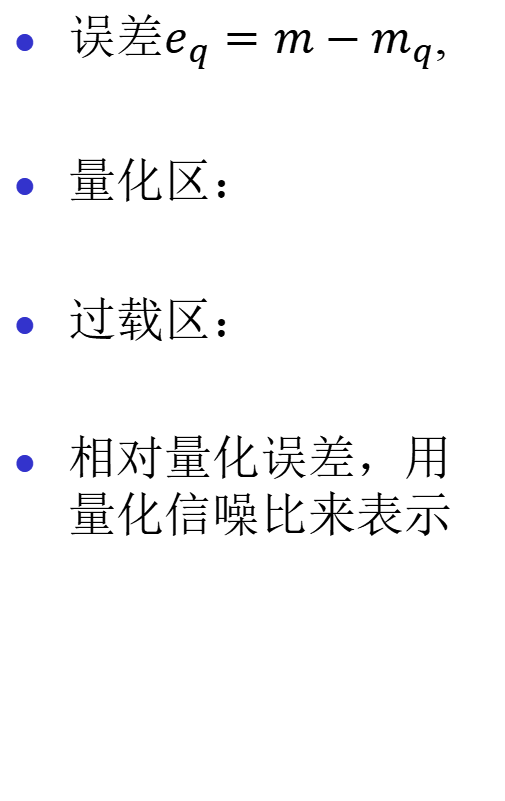 • 误差e_q = m − m_q,
• 量化区：
• 过载区：
• 相对量化误差，用
量化信噪比来表示